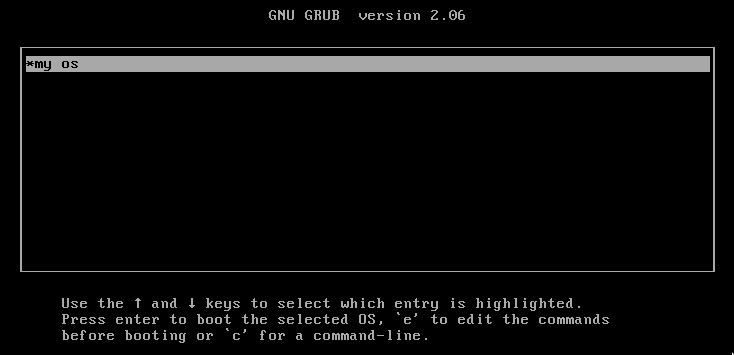 GNU GRUB  version 2.06
*my os
Use the ↑ and ↓ keys to select which entry is highlighted.
Press enter to boot the selected OS, `e' to edit the commands
before booting or `c' for a command-line.